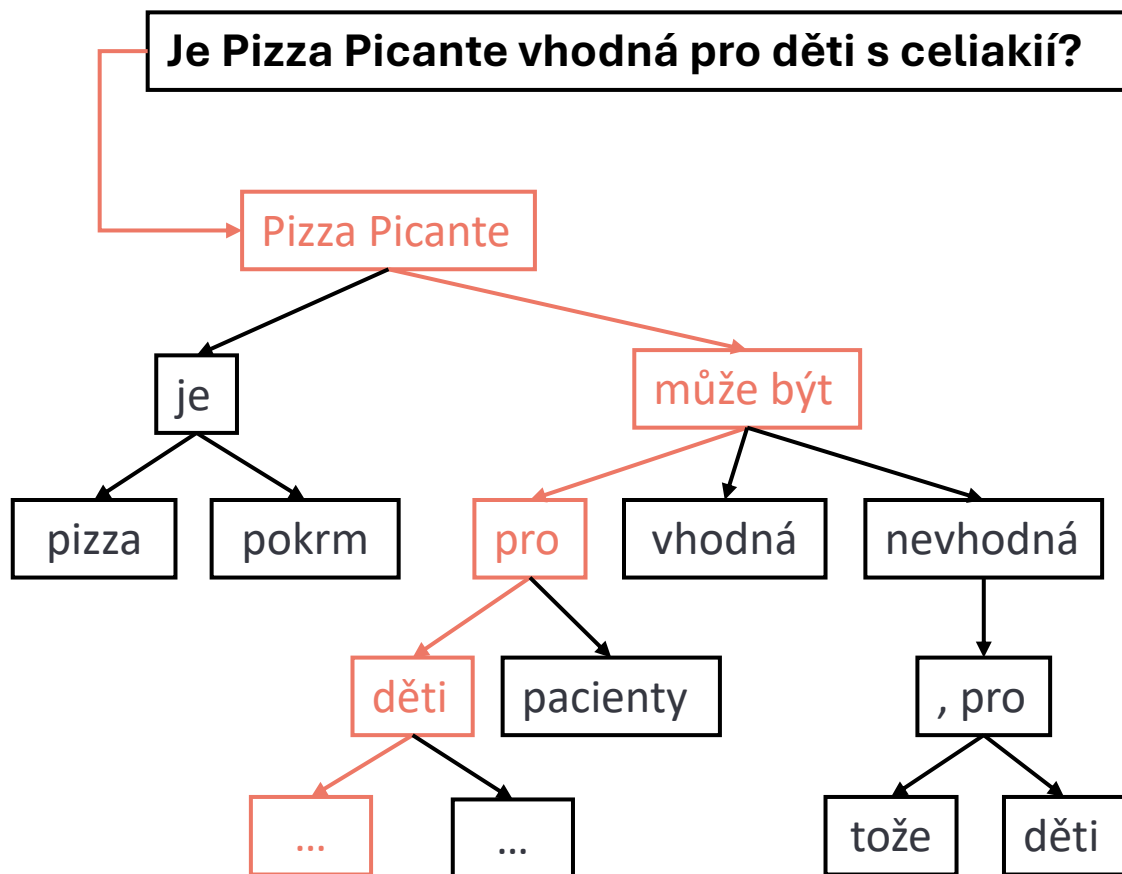 Je Pizza Picante vhodná pro děti s celiakií?
Pizza Picante
je
může být
pizza
pokrm
pro
vhodná
nevhodná
děti
pacienty
, pro
...
...
tože
děti